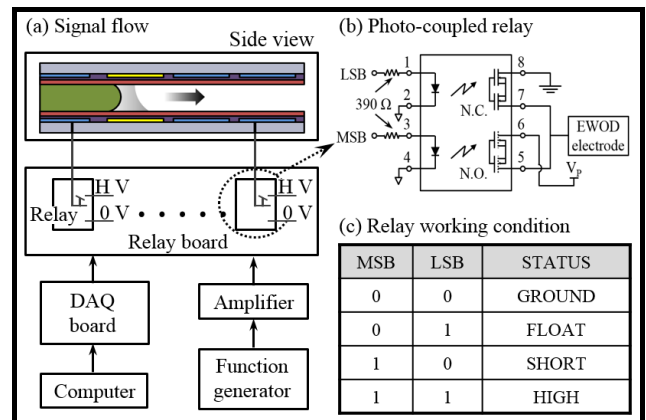 (a) Signal flow
Side view
H V
0 V
Relay
H V
0 V
Relay board
DAQ
board
Amplifier
Computer
Function
generator
(b) Photo-coupled relay
LSB
1
8
390 Ω
2
N.C.
7
MSB
3
6
EWOD
electrode
4
N.O.
5
V_P
(c) Relay working condition
MSB LSB STATUS
0 0 GROUND
0 1 FLOAT
1 0 SHORT
1 1 HIGH